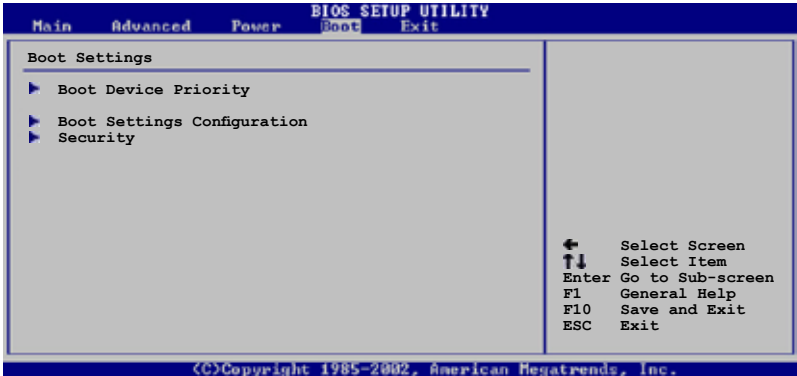 BIOS SETUP UTILITY
Main Advanced Power Boot Exit
Boot Settings
Boot Device Priority
Boot Settings Configuration
Security
Select Screen
Select Item
Enter Go to Sub-screen
F1 General Help
F10 Save and Exit
ESC Exit
(C)Copyright 1985-2002, American Megatrends, Inc.